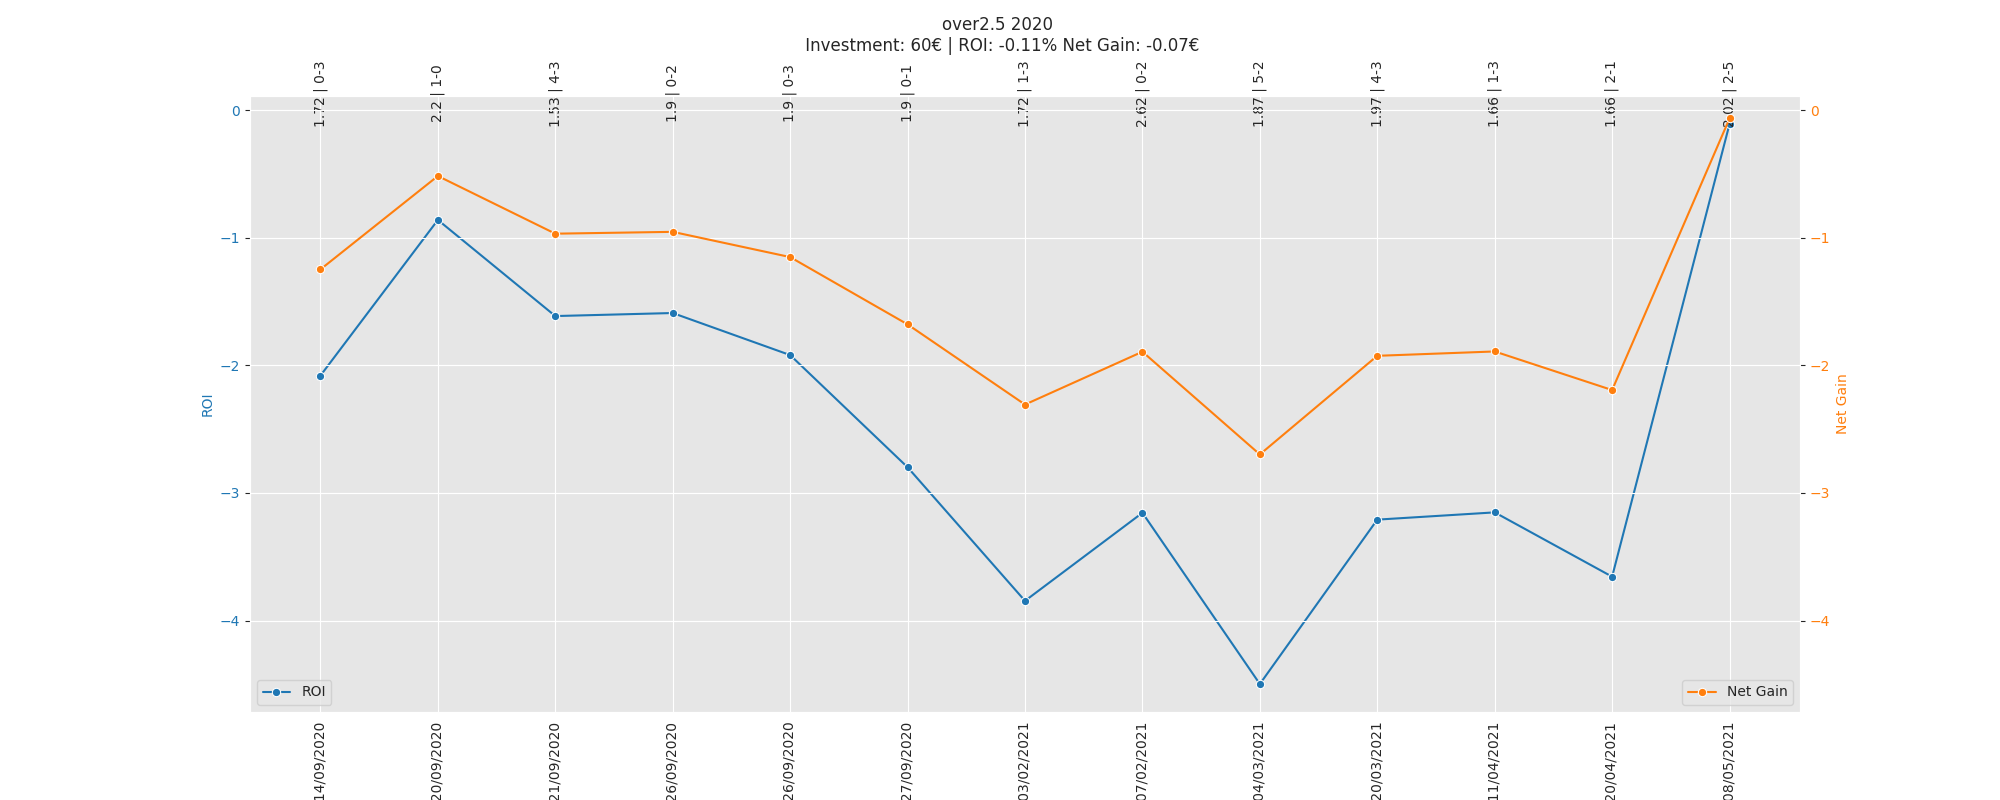 over2.5 2020
Investment: 60€ | ROI: -0.11% Net Gain: -0.07€
1.72 | 0-3
2.2 | 1-0
1.53 | 4-3
1.9 | 0-2
1.9 | 0-3
1.9 | 0-1
1.72 | 1-3
2.62 | 0-2
1.87 | 5-2
1.97 | 4-3
1.66 | 1-3
1.66 | 2-1
02 | 2-5
0
−1
−2
−3
−4
ROI
0
−1
−2
−3
−4
Net Gain
ROI
Net Gain
14/09/2020
20/09/2020
21/09/2020
26/09/2020
26/09/2020
27/09/2020
03/02/2021
07/02/2021
04/03/2021
20/03/2021
11/04/2021
20/04/2021
08/05/2021